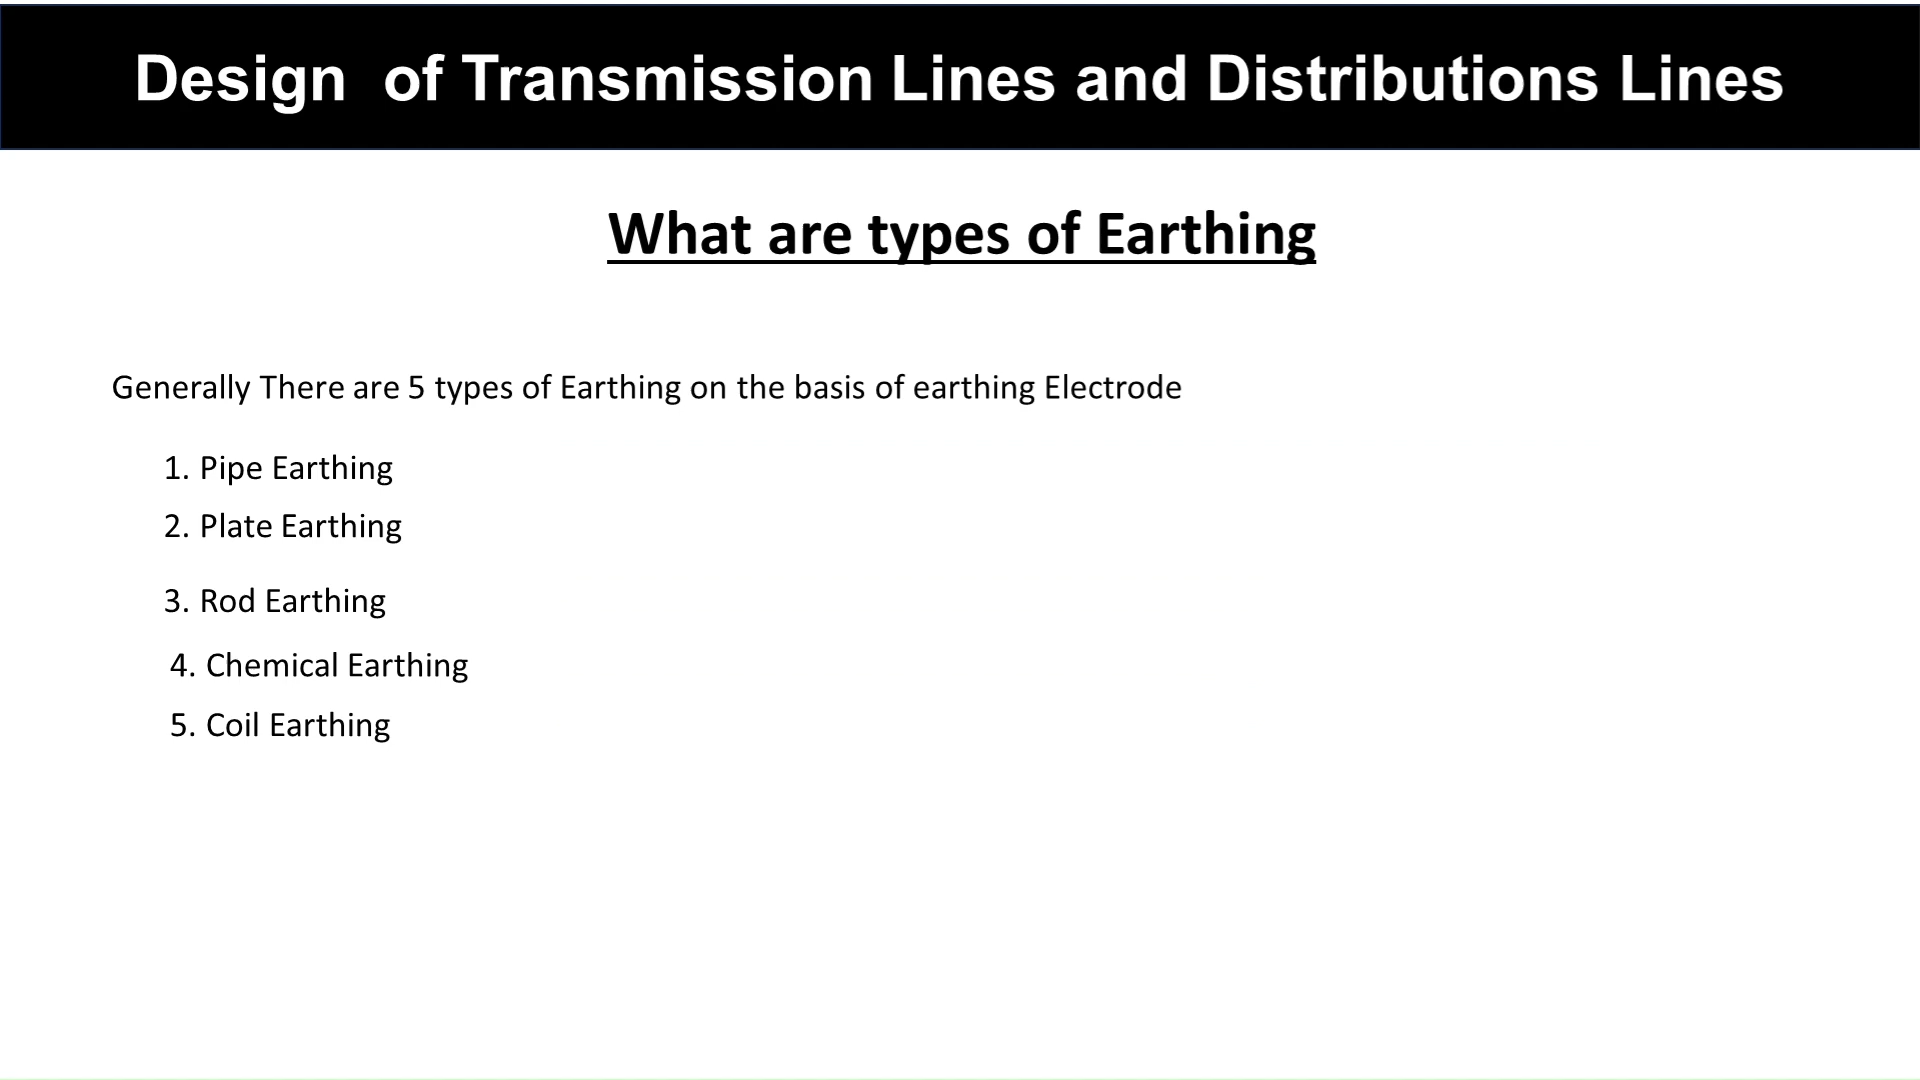 Design  of Transmission Lines and Distributions Lines
What are types of Earthing
Generally There are 5 types of Earthing on the basis of earthing Electrode
1. Pipe Earthing
2. Plate Earthing
3. Rod Earthing
4. Chemical Earthing
5. Coil Earthing